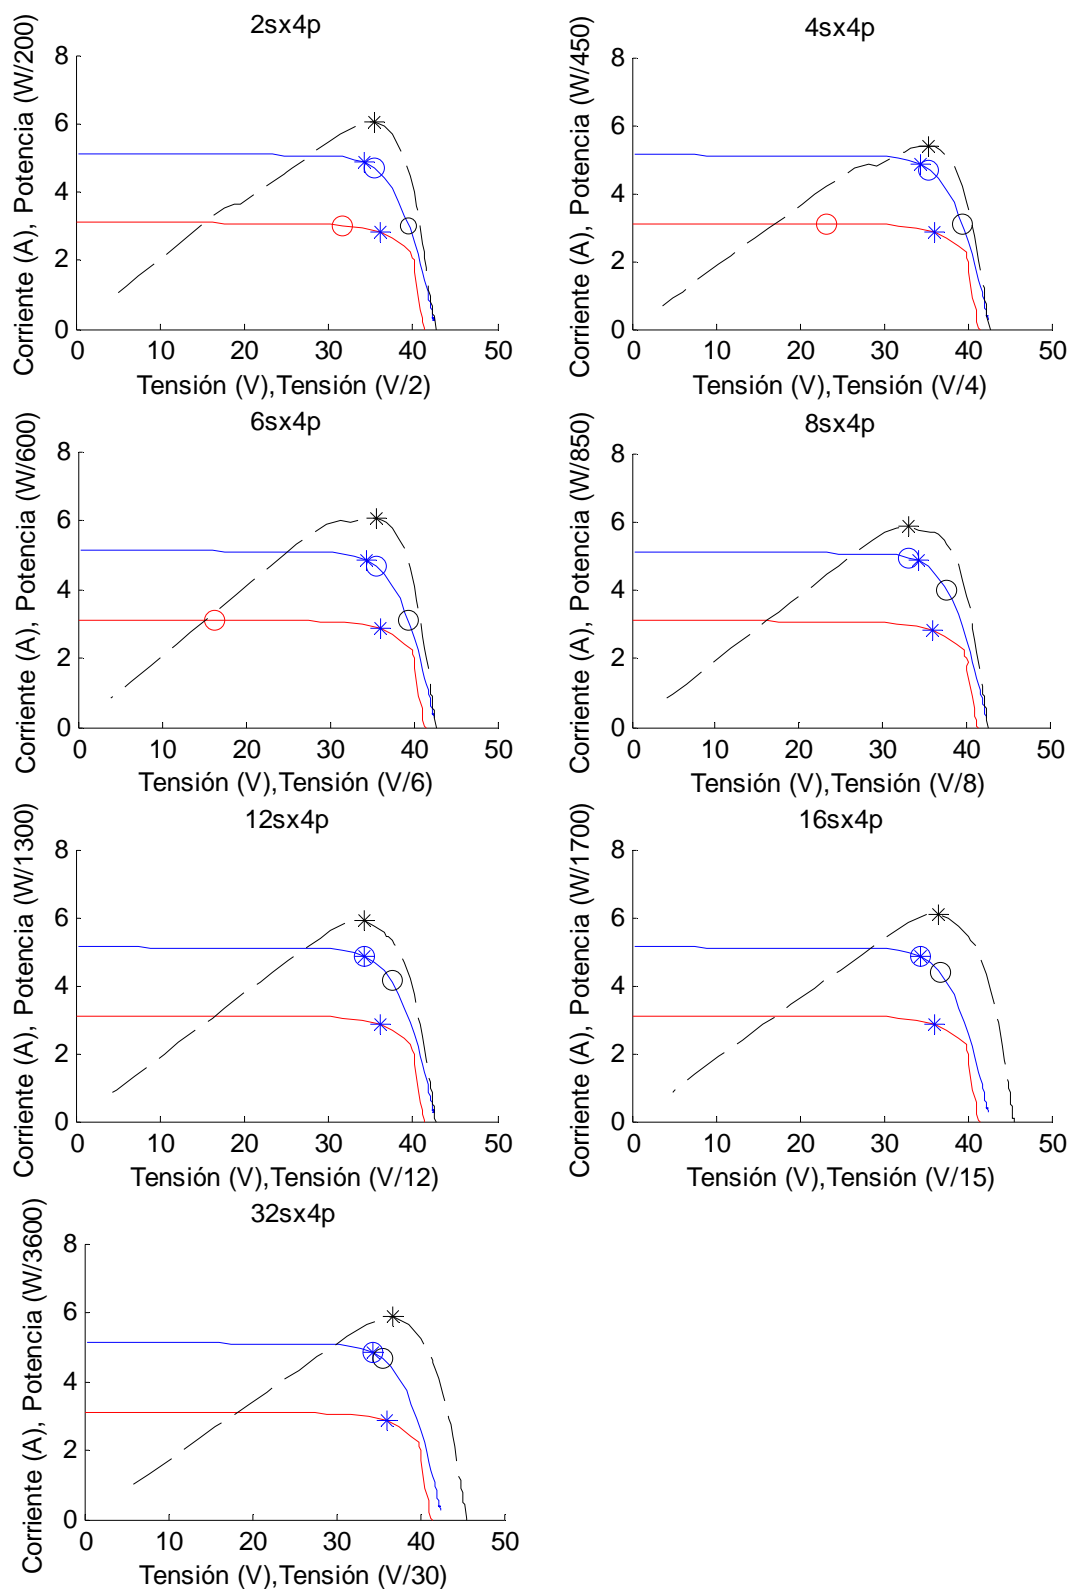 2sx4p
Corriente (A), Potencia (W/200)
8
6
4
2
0
0 10 20 30 40 50
Tensión (V),Tensión (V/2)
4sx4p
Corriente (A), Potencia (W/450)
8
6
4
2
0
0 10 20 30 40 50
Tensión (V),Tensión (V/4)
6sx4p
Corriente (A), Potencia (W/600)
8
6
4
2
0
0 10 20 30 40 50
Tensión (V),Tensión (V/6)
8sx4p
Corriente (A), Potencia (W/850)
8
6
4
2
0
0 10 20 30 40 50
Tensión (V),Tensión (V/8)
12sx4p
Corriente (A), Potencia (W/1300)
8
6
4
2
0
0 10 20 30 40 50
Tensión (V),Tensión (V/12)
16sx4p
Corriente (A), Potencia (W/1700)
8
6
4
2
0
0 10 20 30 40 50
Tensión (V),Tensión (V/15)
32sx4p
Corriente (A), Potencia (W/3600)
8
6
4
2
0
0 10 20 30 40 50
Tensión (V),Tensión (V/30)